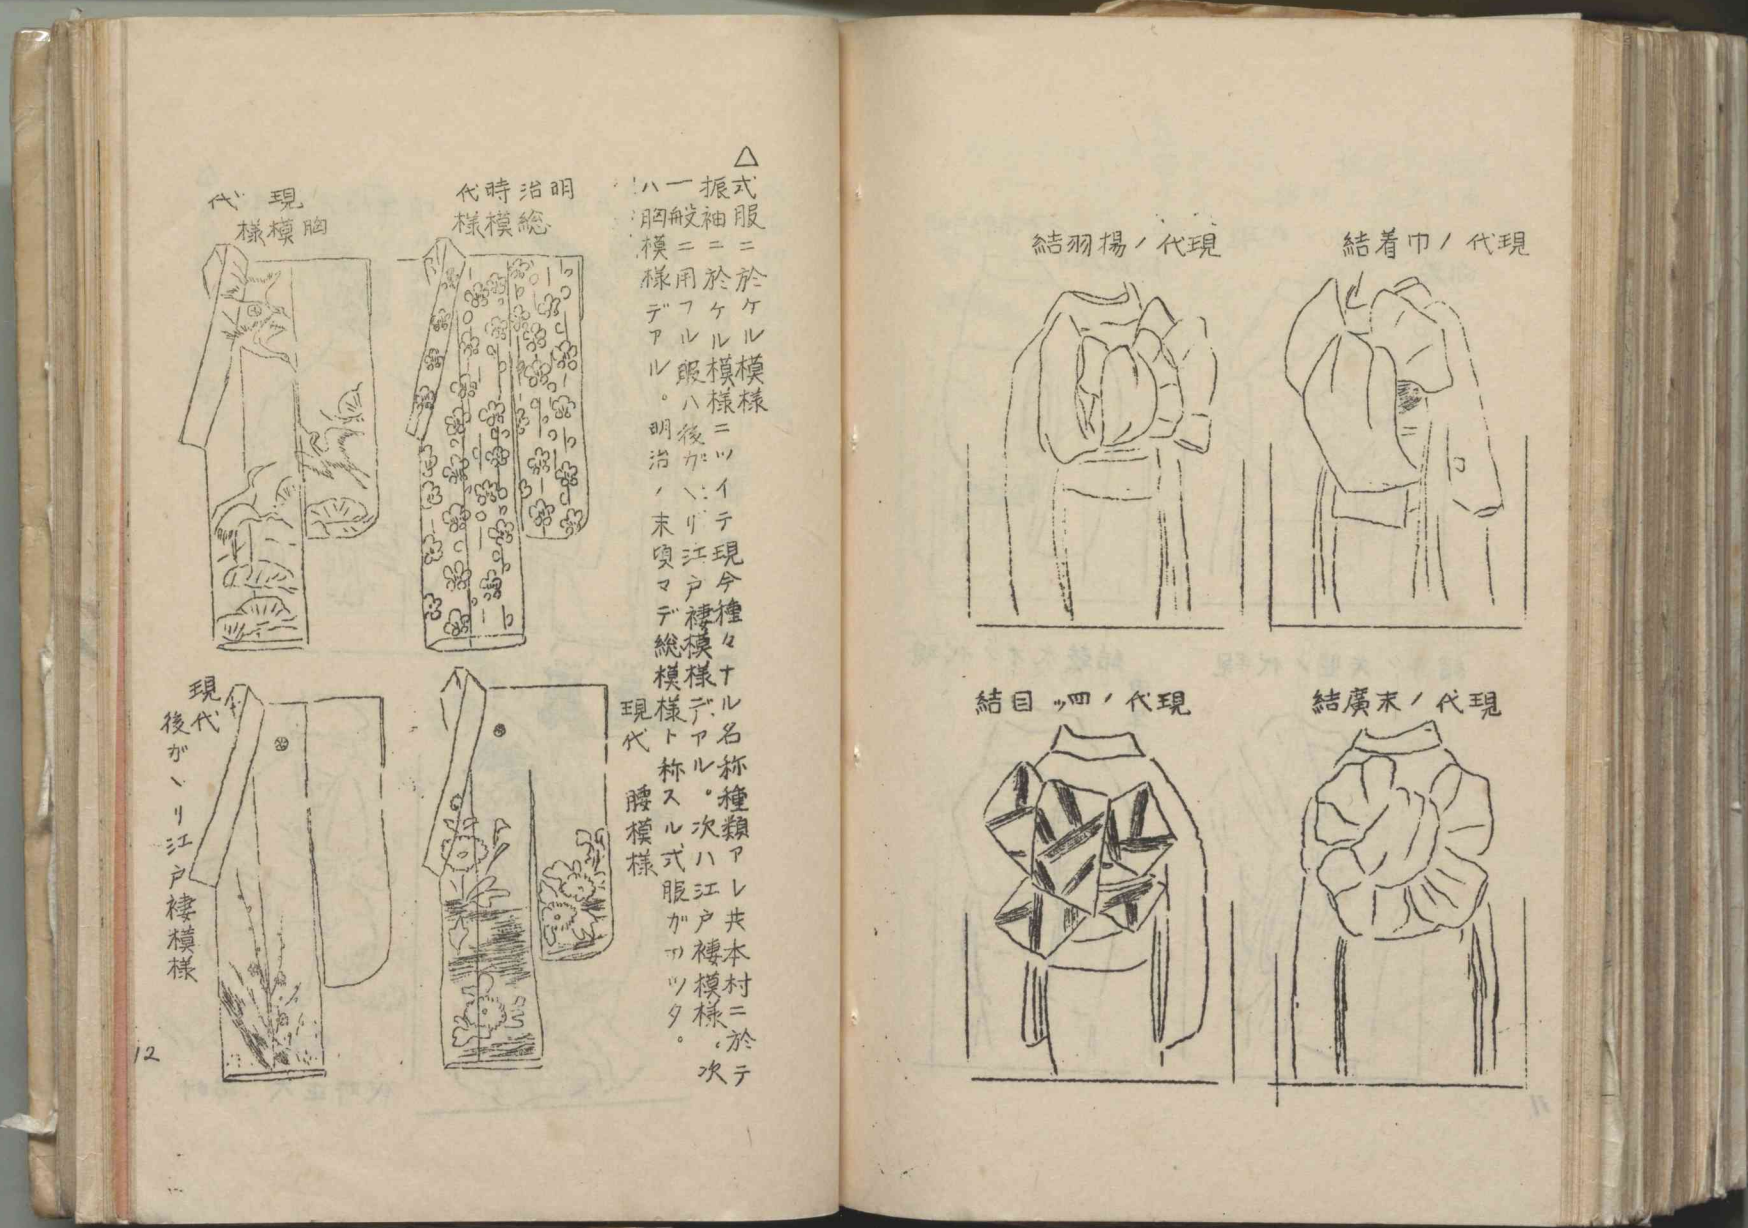 結着巾ノ代現
結羽揚ノ代現
結廣末ノ代現
結目ッ四ノ代現
△式服ニ於ケル模様
振袖ニ於ケル模様ニツイテ現今種々ナル名称種類アレ共本村ニ於テ
一般ニ用フル服ハ後ガヽリ江戸褄模様デアル。次ハ江戸褄模様、次
ハ胸模様デアル。明治ノ末頃マデ総模様ト称スル式服ガアツタ。
代時治明
様模総
代現
様模胸
現代 腰模様
現代
後ガヽリ江戸褄模様
12